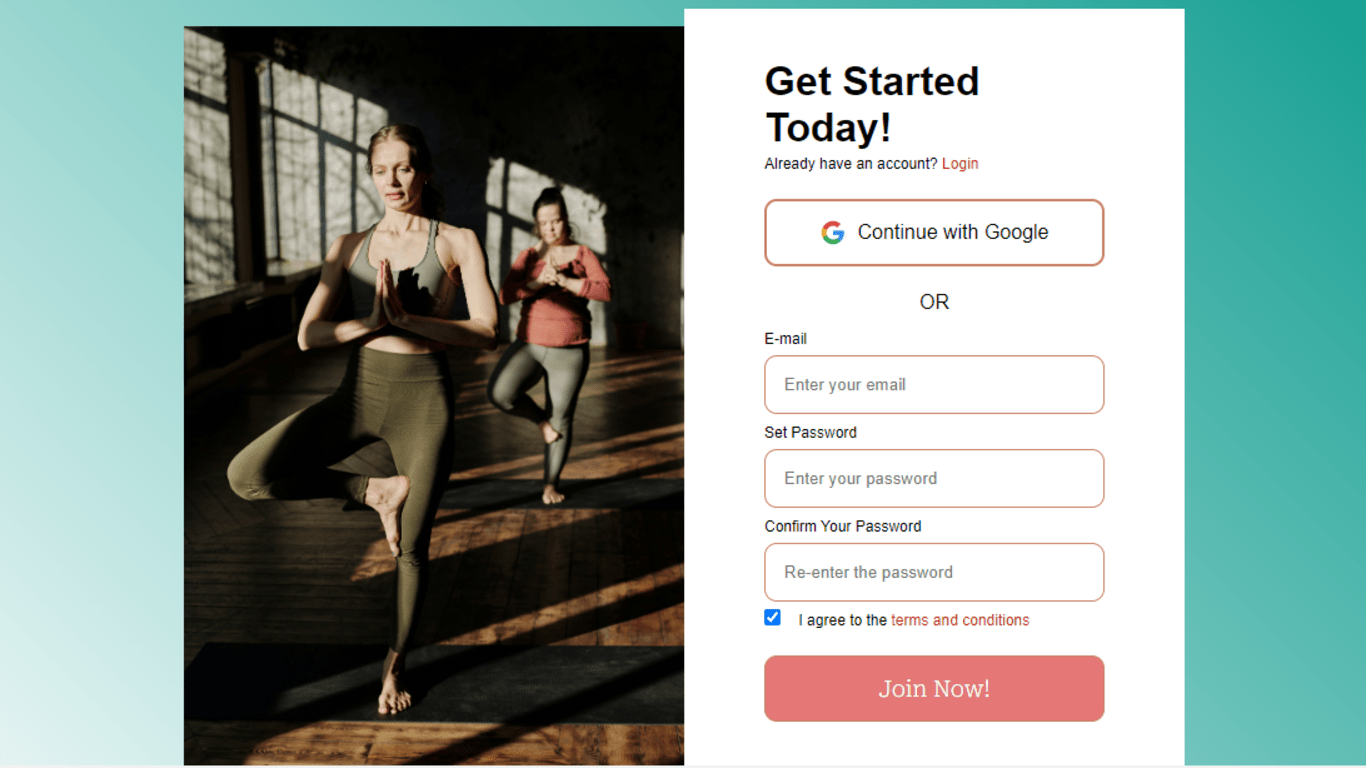 Get Started
Today!
Already have an account? Login
Continue with Google
OR
E-mail
Enter your email
Set Password
Enter your password
Confirm Your Password
Re-enter the password
I agree to the terms and conditions
Join Now!